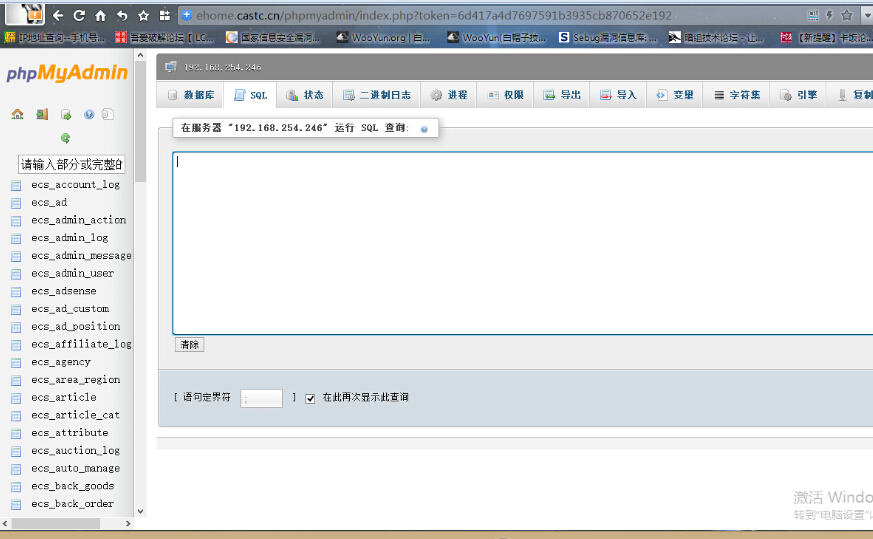 ehome.castc.cn/phpmyadmin/index.php?token=6d417a4d7697591b3935cb870652e192
IP地址查询--手机号...
吾爱破解论坛【 LC...
国家信息安全漏洞...
WooYun.org | 自...
WooYun(白帽子技...
Sebug漏洞信息库: ...
暗组技术论坛 - 让...
【新提醒】卡饭论...
phpMyAdmin
请输入部分或完整的
ecs_account_log
ecs_ad
ecs_admin_action
ecs_admin_log
ecs_admin_message
ecs_admin_user
ecs_adsense
ecs_ad_custom
ecs_ad_position
ecs_affiliate_log
ecs_agency
ecs_area_region
ecs_article
ecs_article_cat
ecs_attribute
ecs_auction_log
ecs_auto_manage
ecs_back_goods
ecs_back_order
192.168.254.246
数据库 SQL 状态 二进制日志 进程 权限 导出 导入 变量 字符集 引擎 复制
在服务器 "192.168.254.246" 运行 SQL 查询:
清除
[ 语句定界符 ; ] 在此再次显示此查询
激活 Windo
转到"电脑设置"以